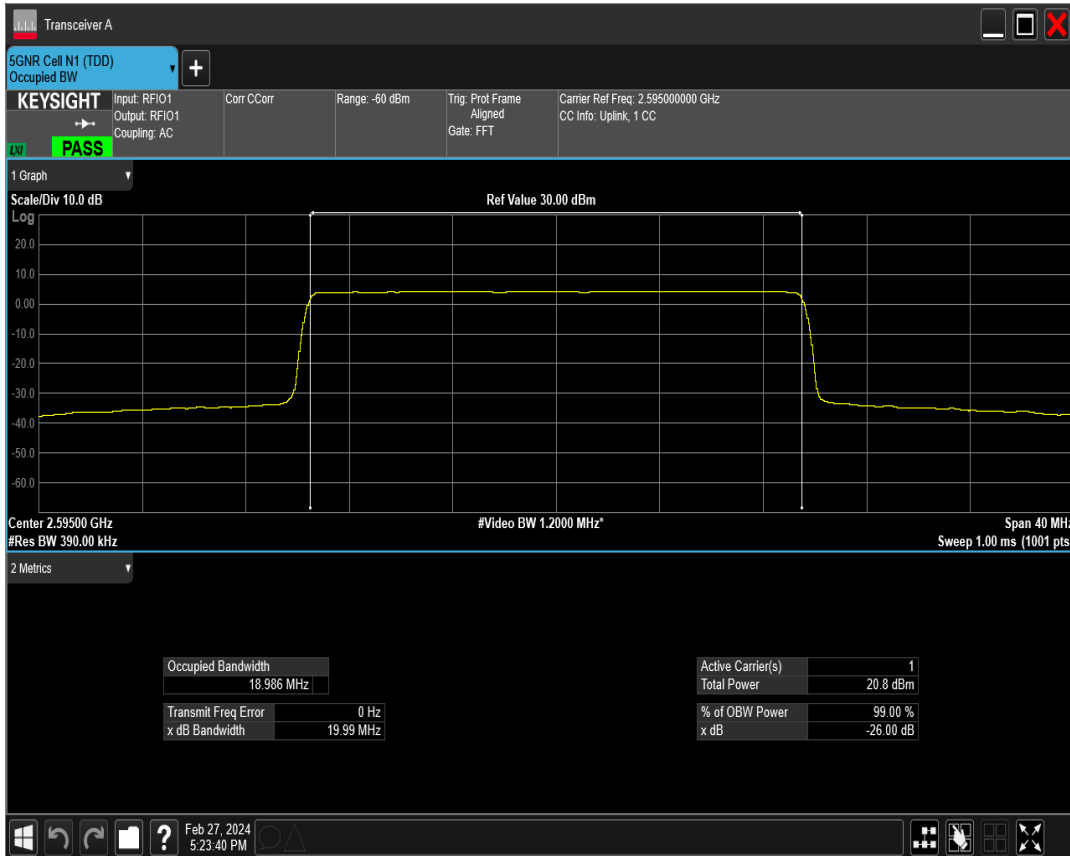 Transceiver A
5GNR Cell N1 (TDD)
Occupied BW
KEYSIGHT
LXI
PASS
Input: RFIO1
Output: RFIO1
Coupling: AC
Corr CCorr
Range: -60 dBm
Trig: Prot Frame
Aligned
Gate: FFT
Carrier Ref Freq: 2.595000000 GHz
CC Info: Uplink, 1 CC
1 Graph
Scale/Div 10.0 dB
Ref Value 30.00 dBm
Log
20.0
10.0
0.00
-10.0
-20.0
-30.0
-40.0
-50.0
-60.0
Center 2.59500 GHz
#Video BW 1.2000 MHz*
Span 40 MHz
#Res BW 390.00 kHz
Sweep 1.00 ms (1001 pts
2 Metrics
Occupied Bandwidth
18.986 MHz
Transmit Freq Error 0 Hz
x dB Bandwidth 19.99 MHz
Active Carrier(s) 1
Total Power 20.8 dBm
% of OBW Power 99.00 %
x dB -26.00 dB
?
Feb 27, 2024
5:23:40 PM